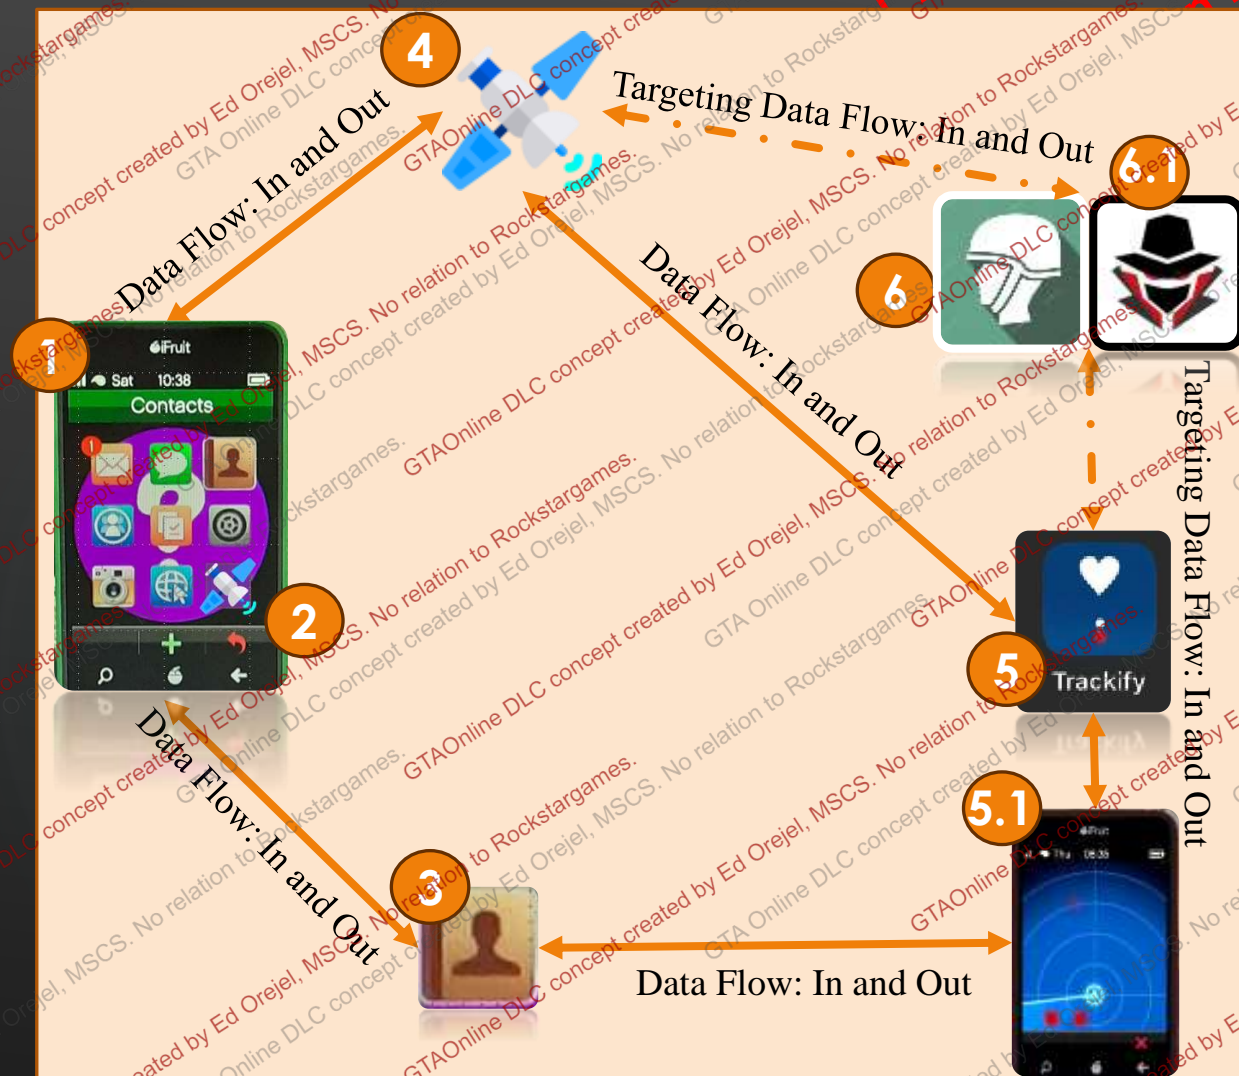 4
Targeting Data Flow: In and Out
6.1
Data Flow: In and Out
6
Data Flow: In and Out
1
iFruit
Sat 10:38
Contacts
1
2
Targeting Data Flow: In and Out
5
Trackify
Data Flow: In and Out
5.1
iFruit
Thu
3
Data Flow: In and Out
GTAOnline DLC concept created by Ed Orejel, MSCS. No relation to Rockstargames.
GTA Online DLC concept created by Ed Orejel, MSCS. No relation to Rockstargames.